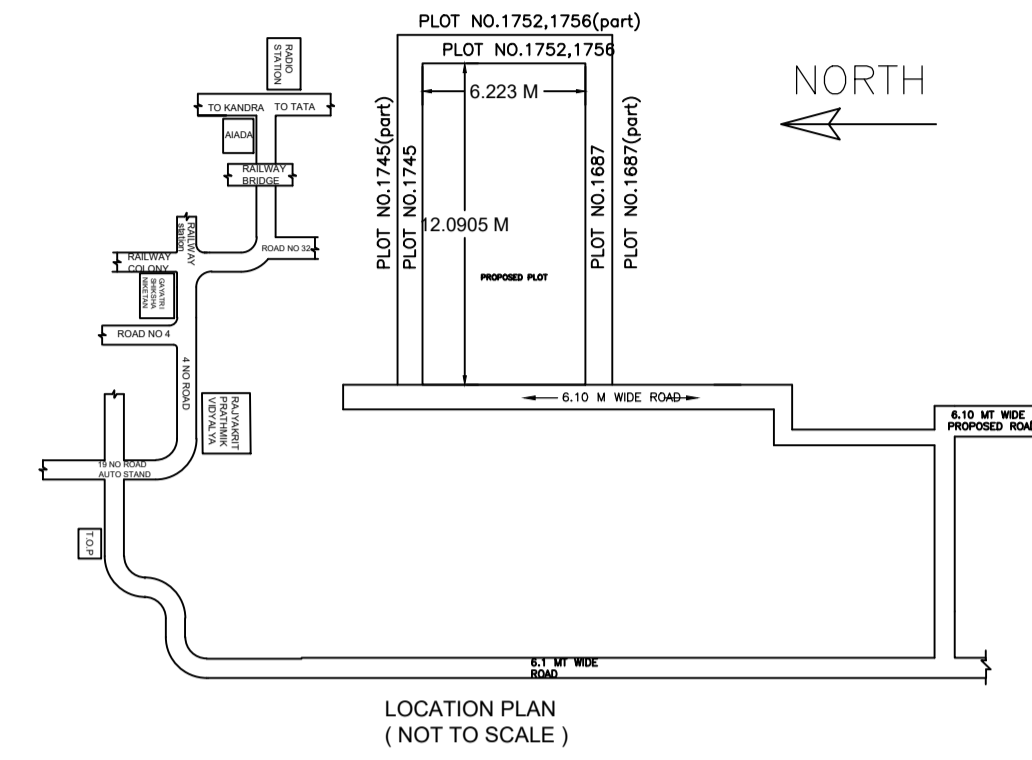 PLOT NO.1752,1756(part)
PLOT NO.1752,1756
6.223 M
NORTH
RADIO
STATION
TO KANDRA TO TATA
AIADA
RAILWAY
BRIDGE
RAILWAY
station
ROAD NO 32
RAILWAY
COLONY
GAYATRI
SHIKSHA
NIKETAN
ROAD NO 4
4 NO ROAD
RAJYAKRIT
PRATHMIK
VIDYALYA
19 NO ROAD
AUTO STAND
T.O.P
PLOT NO.1745(part)
PLOT NO.1745
12.0905 M
PROPOSED PLOT
PLOT NO.1687
PLOT NO.1687(part)
6.10 M WIDE ROAD
6.10 MT WIDE
PROPOSED ROAD
6.1 MT WIDE
ROAD
LOCATION PLAN
( NOT TO SCALE )